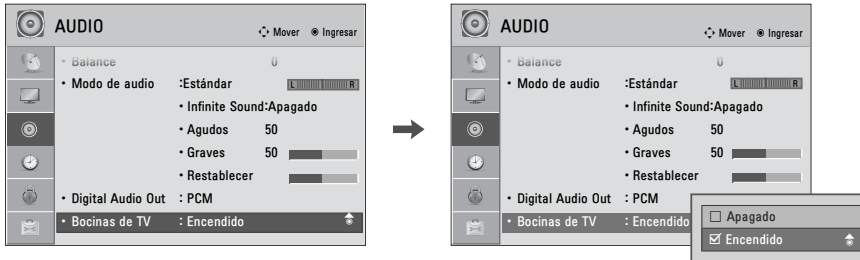 AUDIO
Mover Ingresar
• Balance 0
L R
• Modo de audio :Estándar
• Infinite Sound:Apagado
• Agudos 50
• Graves 50
• Restablecer
• Digital Audio Out : PCM
• Bocinas de TV : Encendido
AUDIO
Mover Ingresar
• Balance 0
L R
• Modo de audio :Estándar
• Infinite Sound:Apagado
• Agudos 50
• Graves 50
• Restablecer
• Digital Audio Out : PCM
• Bocinas de TV : Encendido
Apagado
Encendido